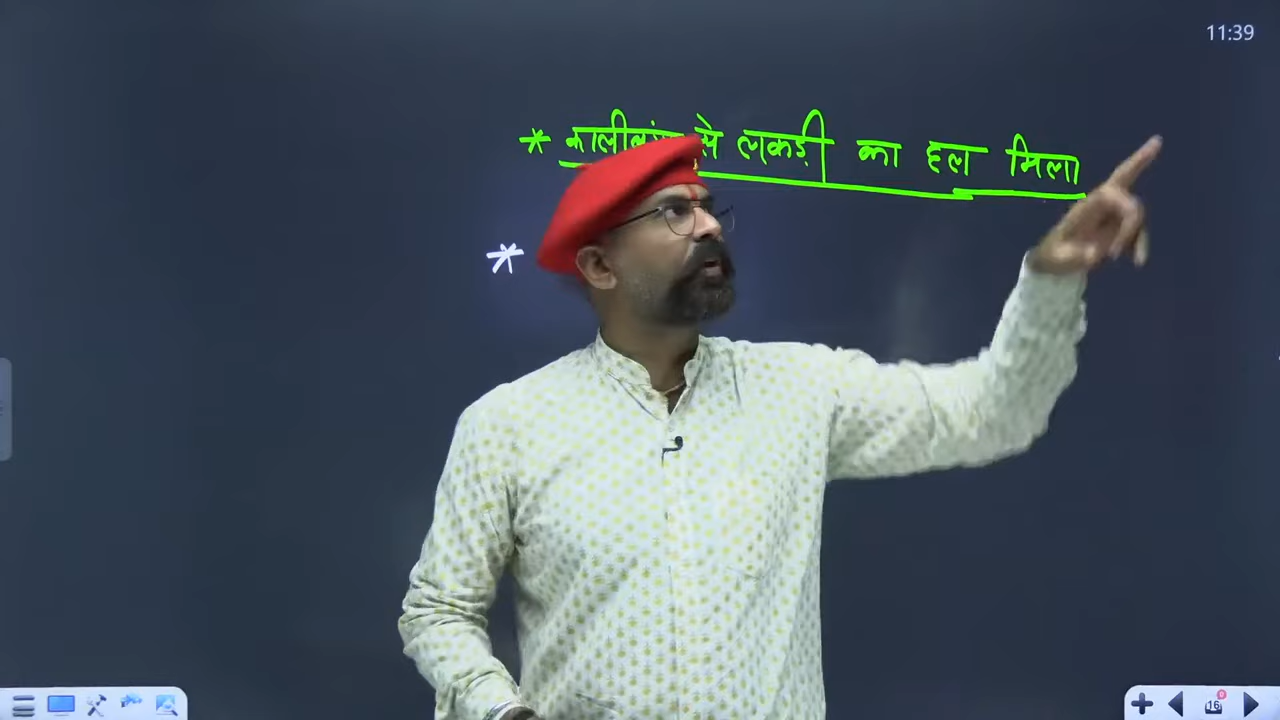 11:39
* से लकड़ी का हल मिला
*
16